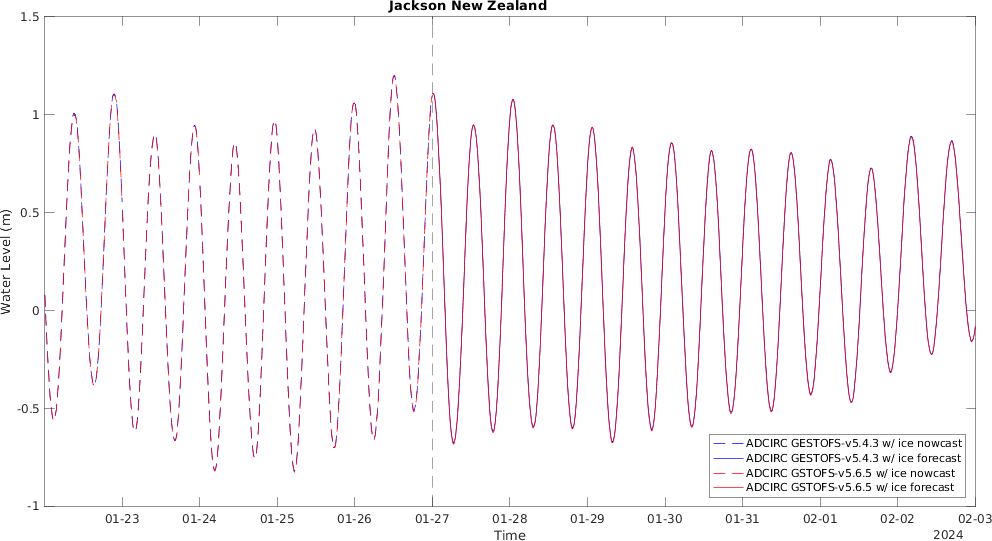 Jackson New Zealand
1.5
1
0.5
0
-0.5
-1
Water Level (m)
ADCIRC GESTOFS-v5.4.3 w/ ice nowcast
ADCIRC GESTOFS-v5.4.3 w/ ice forecast
ADCIRC GSTOFS-v5.6.5 w/ ice nowcast
ADCIRC GSTOFS-v5.6.5 w/ ice forecast
01-23 01-24 01-25 01-26 01-27 01-28 01-29 01-30 01-31 02-01 02-02 02-03
Time
2024